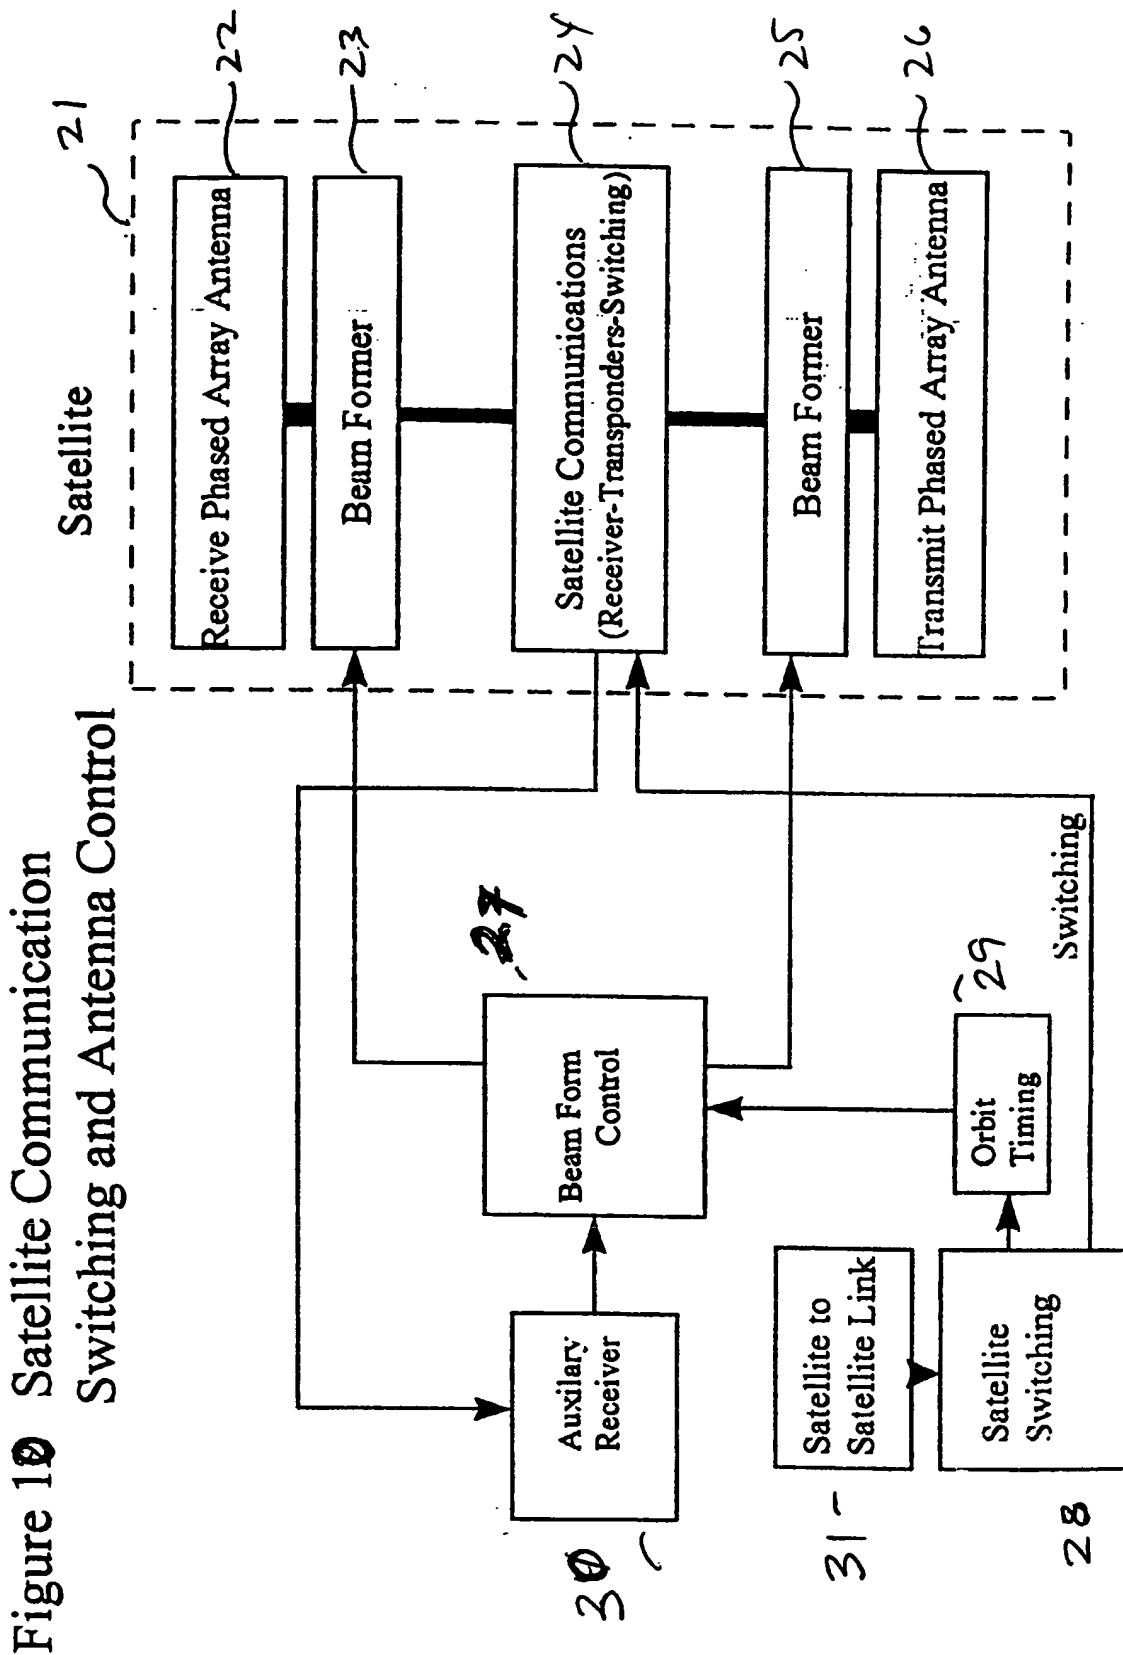 Figure 10 Satellite Communication
Switching and Antenna Control
Satellite
21
Receive Phased Array Antenna
22
Beam Former
23
Satellite Communications
(Receiver-Transponders-Switching)
24
Beam Former
25
Transmit Phased Array Antenna
26
Beam Form
Control
27
Auxilary
Receiver
30
Orbit
Timing
29
Switching
Satellite to
Satellite Link
31
Satellite
Switching
28